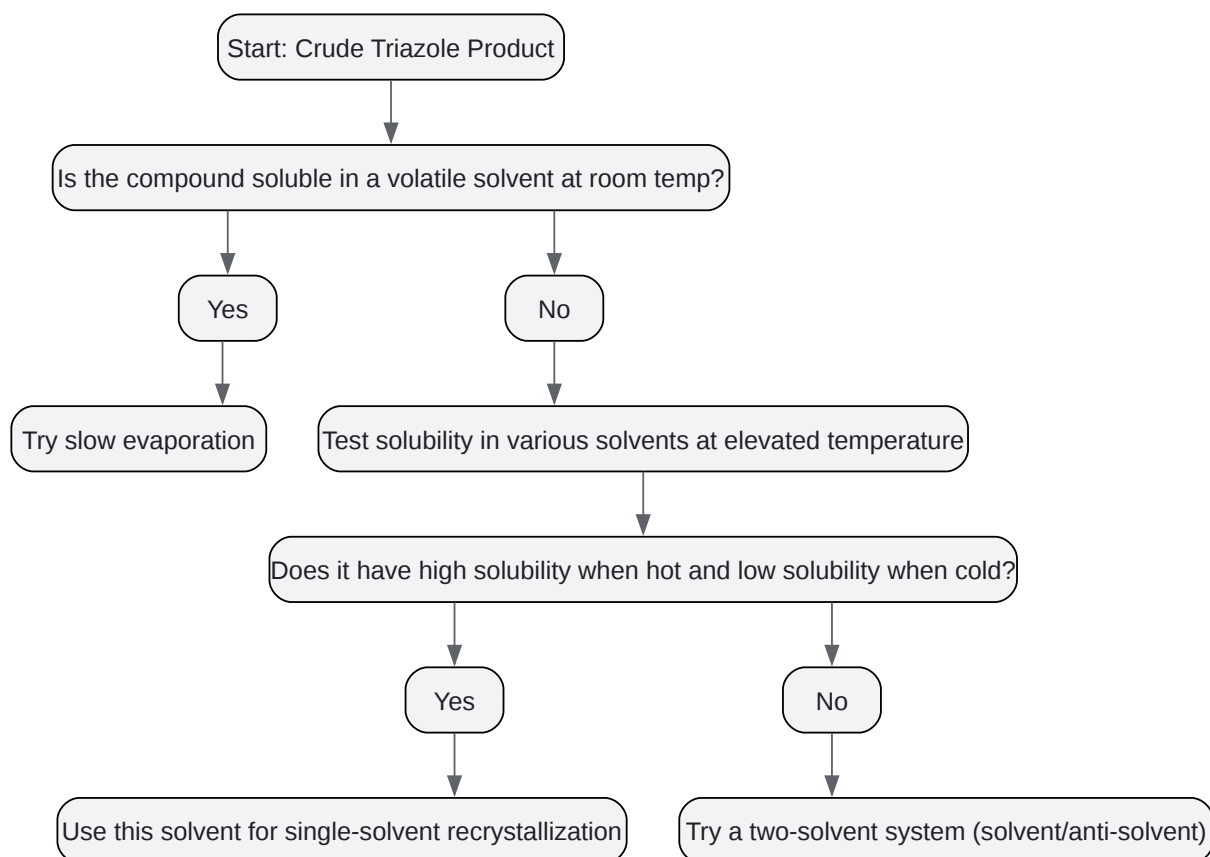 Start: Crude Triazole Product
Is the compound soluble in a volatile solvent at room temp?
Yes
No
Try slow evaporation
Test solubility in various solvents at elevated temperature
Does it have high solubility when hot and low solubility when cold?
Yes
No
Use this solvent for single-solvent recrystallization
Try a two-solvent system (solvent/anti-solvent)